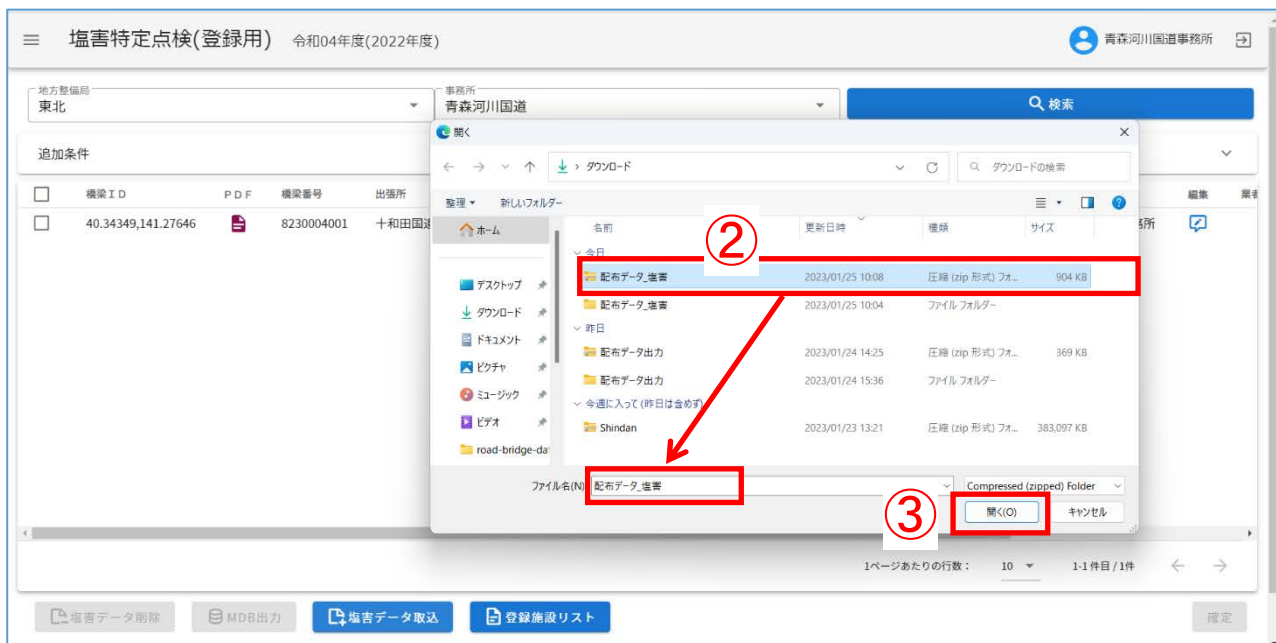 塩害特定点検(登録用) 令和04年度(2022年度) 青森河川国道事務所
地方整備局 事務所
東北 青森河川国道 検索
開く
追加条件
ダウンロード ダウンロードの検索
橋梁ID PDF 橋梁番号 出張所 編集
整理 新しいフォルダー
40.34349,141.27646 8230004001 十和田国道
ホーム 名前 更新日時 種類 サイズ
②
今日
配布データ_塩害 2023/01/25 10:08 圧縮 (zip 形式) フォ... 904 KB
デスクトップ
配布データ_塩害 2023/01/25 10:04 ファイル フォルダー
ダウンロード
昨日
ドキュメント
配布データ出力 2023/01/24 14:25 圧縮 (zip 形式) フォ... 369 KB
ピクチャ
配布データ出力 2023/01/24 15:36 ファイル フォルダー
ミュージック
今週に入って (昨日は含めず)
ビデオ
Shindan 2023/01/23 13:21 圧縮 (zip 形式) フォ... 383,097 KB
road-bridge-da
ファイル名(N) 配布データ_塩害 Compressed (zipped) Folder
③
開く(O) キャンセル
1ページあたりの行数： 10 1-1 件目 / 1件
塩害データ削除 MDB出力 塩害データ取込 登録施設リスト 確定